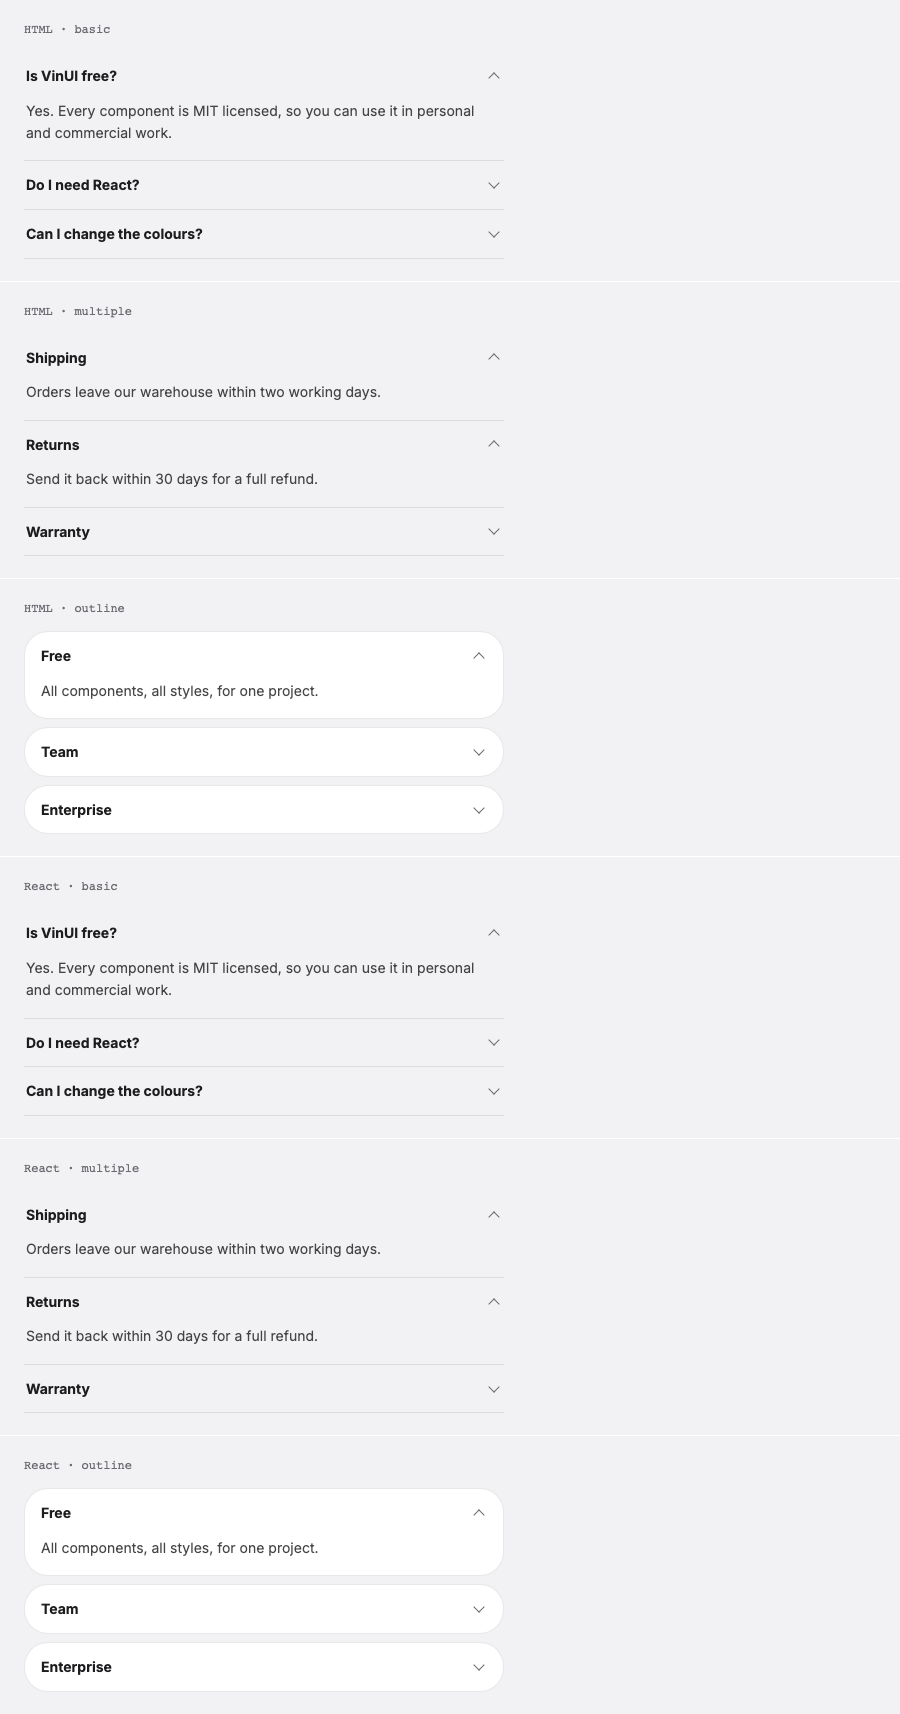 HTML · basic
Is VinUI free?
Yes. Every component is MIT licensed, so you can use it in personal
and commercial work.
Do I need React?
Can I change the colours?
HTML · multiple
Shipping
Orders leave our warehouse within two working days.
Returns
Send it back within 30 days for a full refund.
Warranty
HTML · outline
Free
All components, all styles, for one project.
Team
Enterprise
React · basic
Is VinUI free?
Yes. Every component is MIT licensed, so you can use it in personal
and commercial work.
Do I need React?
Can I change the colours?
React · multiple
Shipping
Orders leave our warehouse within two working days.
Returns
Send it back within 30 days for a full refund.
Warranty
React · outline
Free
All components, all styles, for one project.
Team
Enterprise